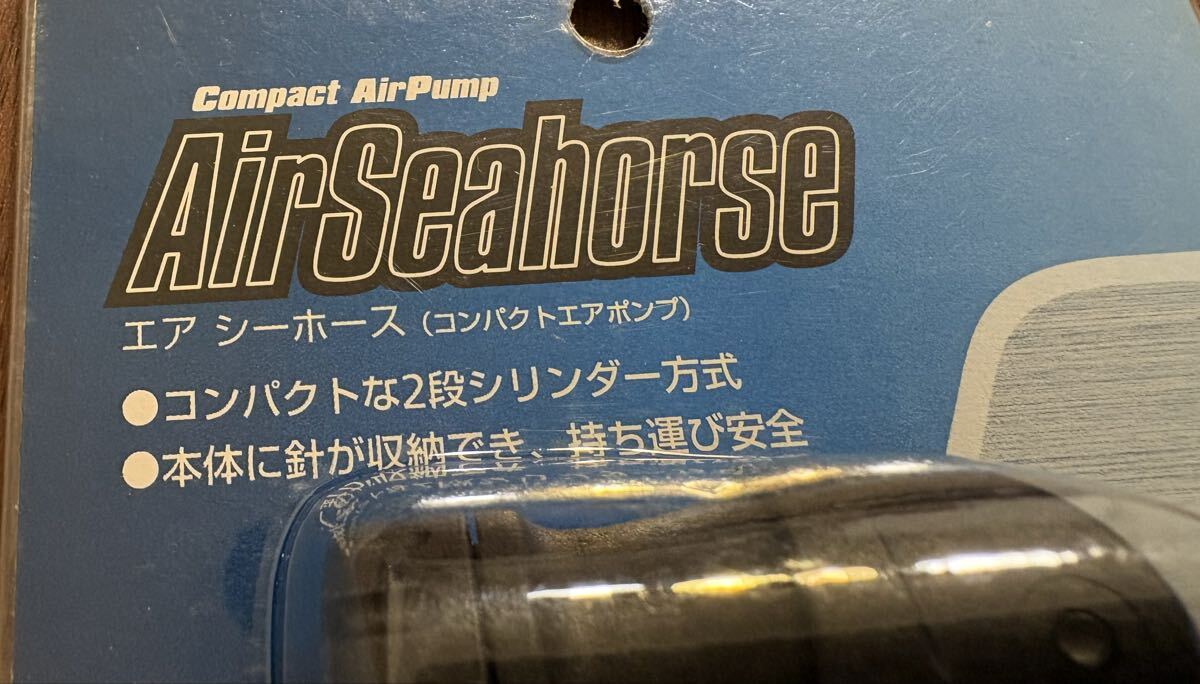 Compact AirPump
AirSeahorse
エア シーホース（コンパクトエアポンプ）
●コンパクトな2段シリンダー方式
●本体に針が収納でき、持ち運び安全